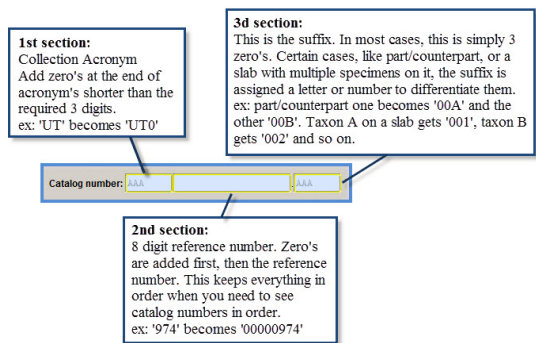 1st section:
Collection Acronym
Add zero's at the end of
acronym's shorter than the
required 3 digits.
ex: 'UT' becomes 'UT0'
3d section:
This is the suffix. In most cases, this is simply 3
zero's. Certain cases, like part/counterpart, or a
slab with multiple specimens on it, the suffix is
assigned a letter or number to differentiate them.
ex: part/counterpart one becomes '00A' and the
other '00B'. Taxon A on a slab gets '001', taxon B
gets '002' and so on.
Catalog number: AAA . AAA
2nd section:
8 digit reference number. Zero's
are added first, then the reference
number. This keeps everything in
order when you need to see
catalog numbers in order.
ex: '974' becomes '00000974'